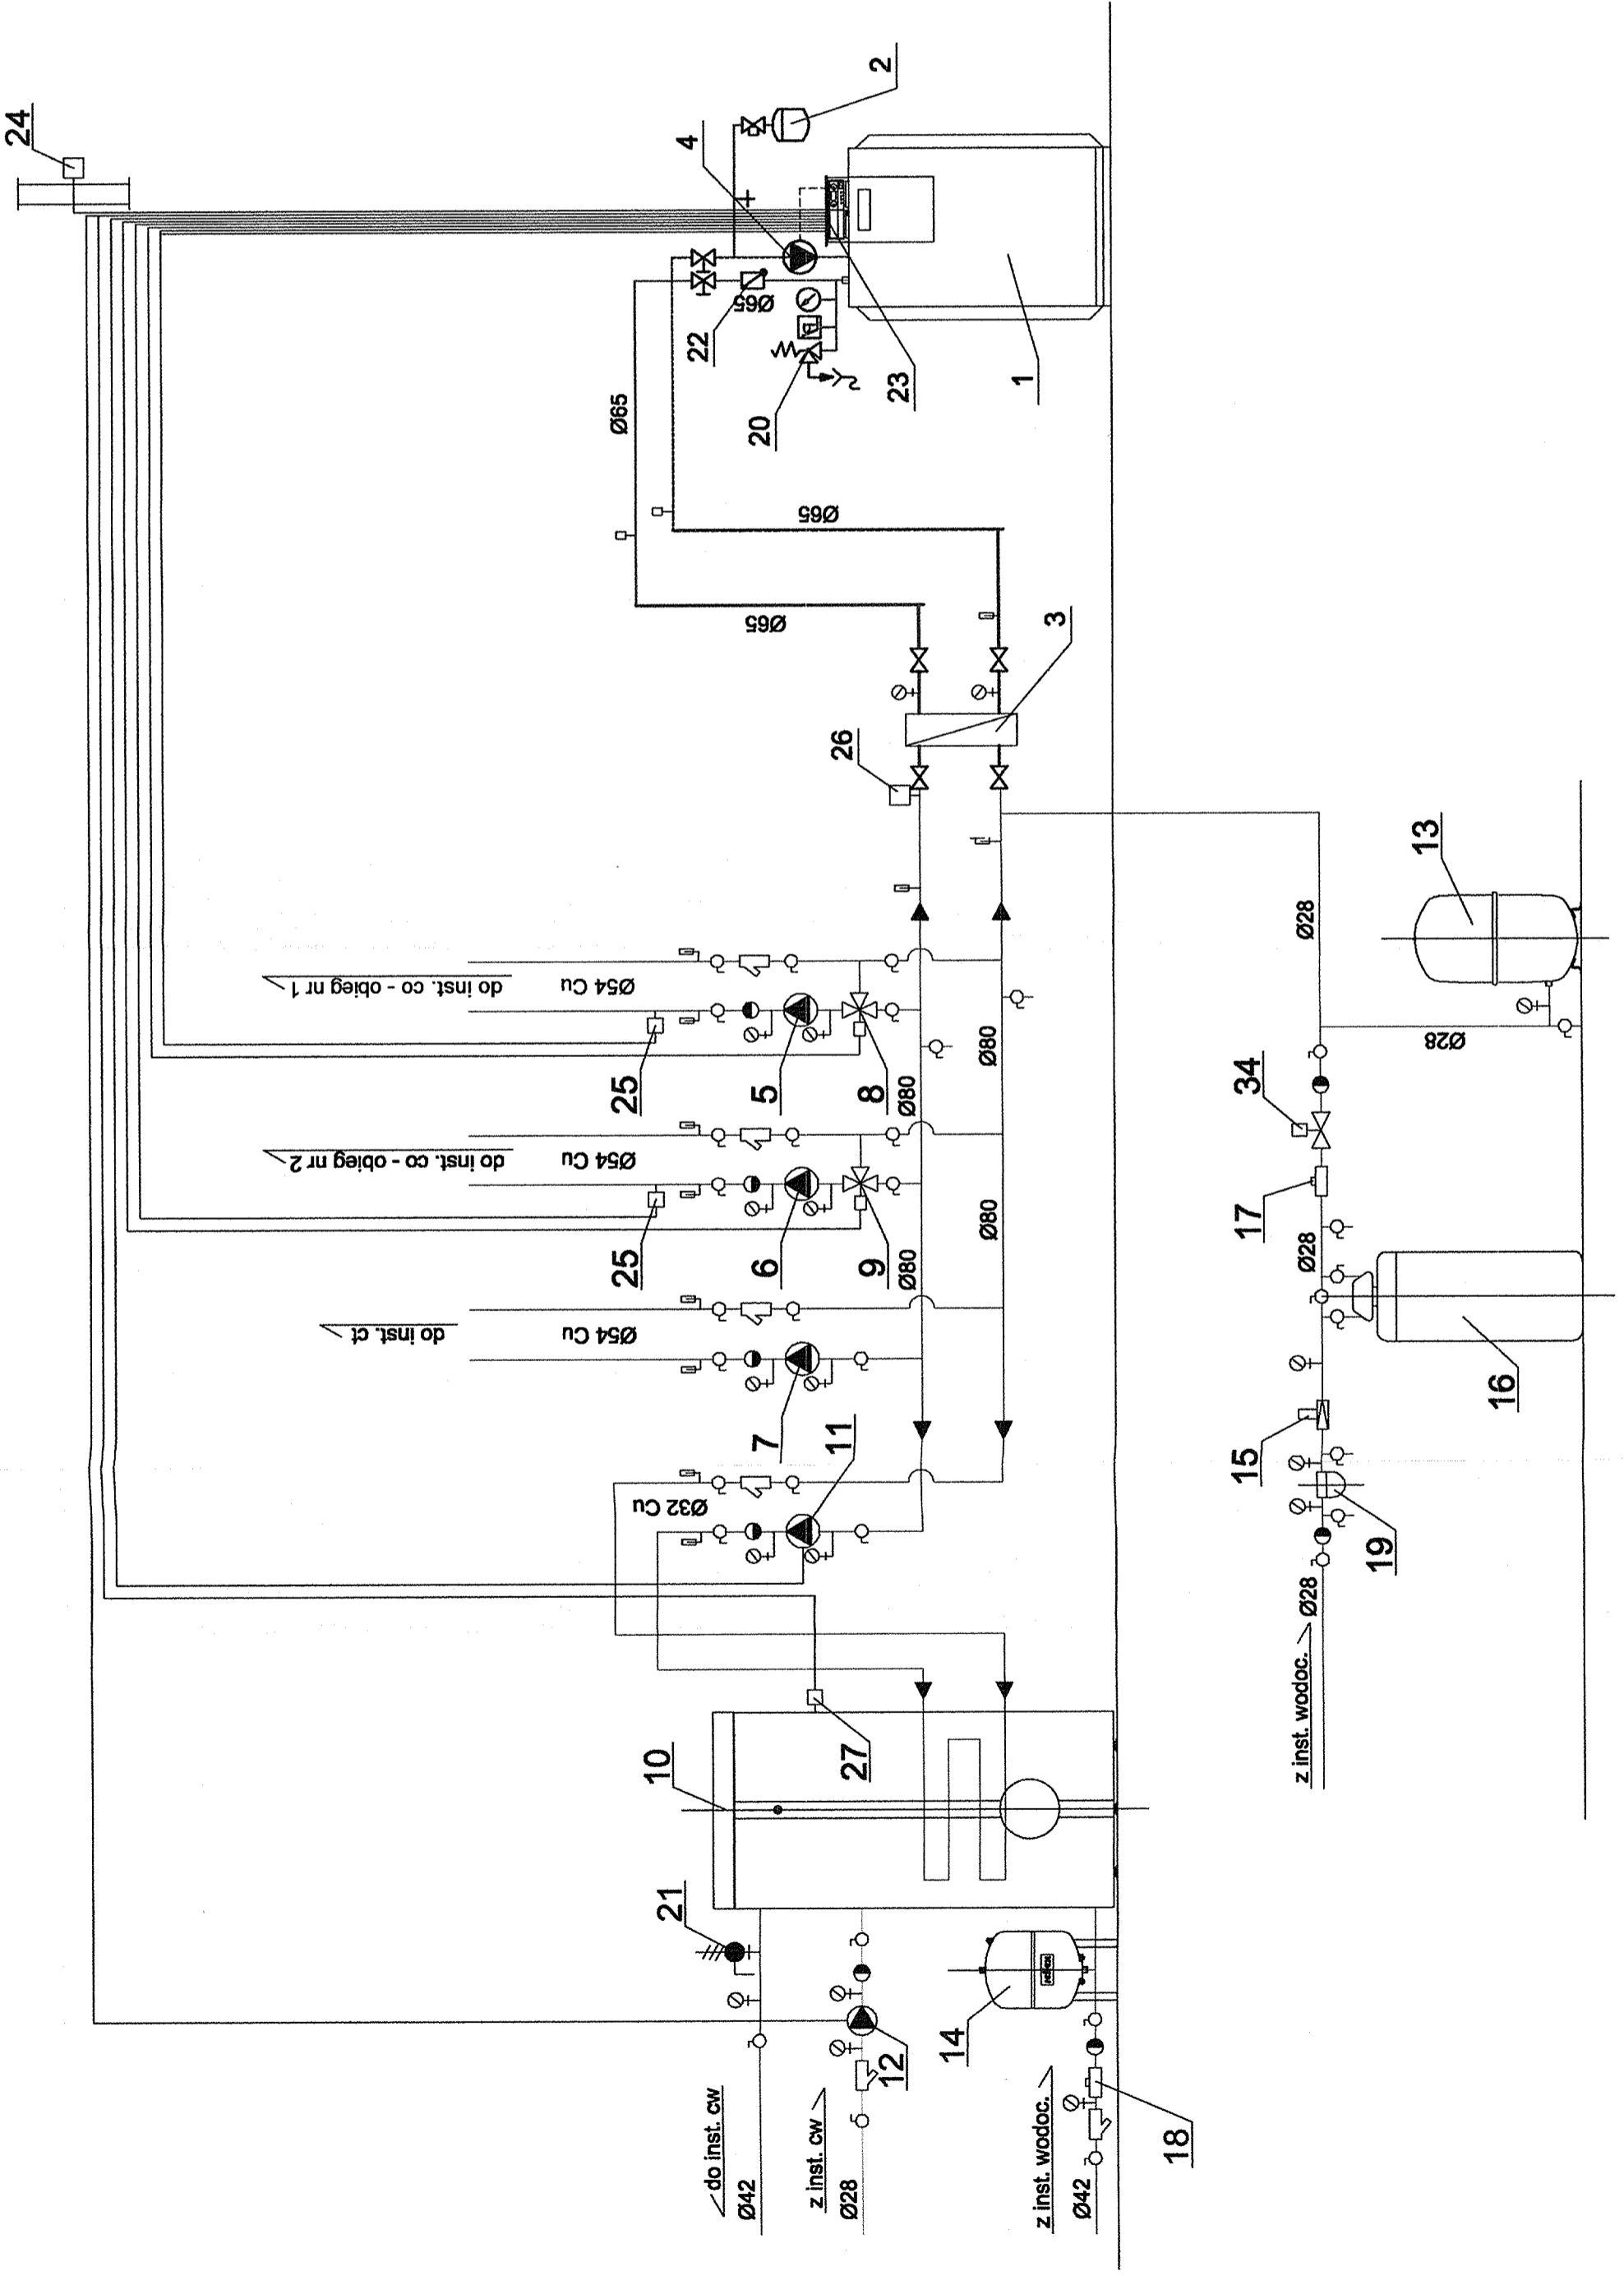 24
2
4
Ø65
22
20
23
1
Ø65
Ø65
Ø65
3
26
do inst. co - obieg nr 1
Ø54 Cu
25
5
8
Ø80
Ø80
do inst. co - obieg nr 2
Ø54 Cu
25
6
9
Ø80
Ø80
do inst. ct
Ø54 Cu
7
11
Ø32 Cu
10
27
21
12
14
18
do inst. cw
Ø42
z inst. cw
Ø28
z inst. wodoc.
Ø42
13
Ø28
Ø28
34
17
Ø28
16
15
19
z inst. wodoc.
Ø28